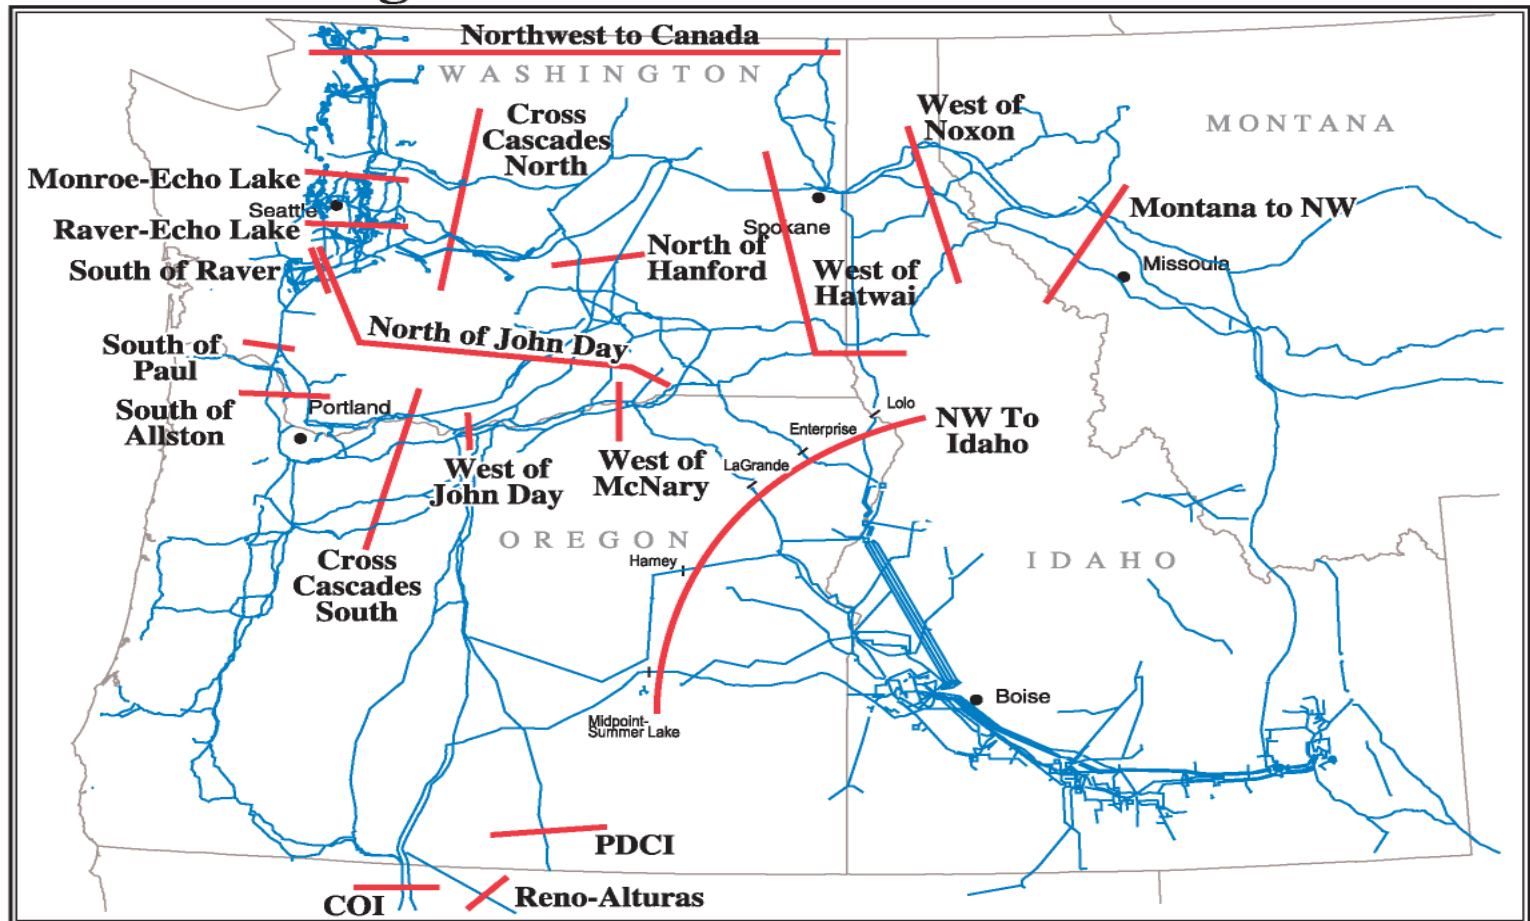 Northwest to Canada
WASHINGTON
Cross
Cascades
North
West of
Noxon
MONTANA
Monroe-Echo Lake
Seattle
Raver-Echo Lake
South of Raver
Spokane
North of
Hanford
West of
Hatwai
Montana to NW
Missoula
North of John Day
South of
Paul
South of
Allston
Portland
Lolo
Enterprise
LaGrande
NW To
Idaho
West of
John Day
West of
McNary
OREGON
Harney
IDAHO
Cross
Cascades
South
Boise
Midpoint-
Summer Lake
PDCI
COI
Reno-Alturas